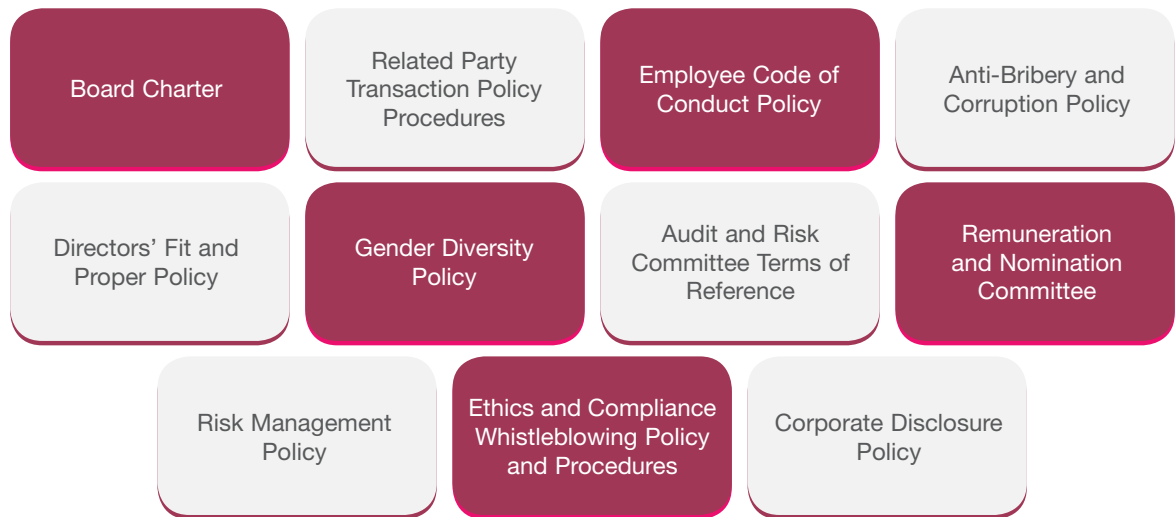 Board Charter
Related Party
Transaction Policy
Procedures
Employee Code of
Conduct Policy
Anti-Bribery and
Corruption Policy
Directors’ Fit and
Proper Policy
Gender Diversity
Policy
Audit and Risk
Committee Terms of
Reference
Remuneration
and Nomination
Committee
Risk Management
Policy
Ethics and Compliance
Whistleblowing Policy
and Procedures
Corporate Disclosure
Policy